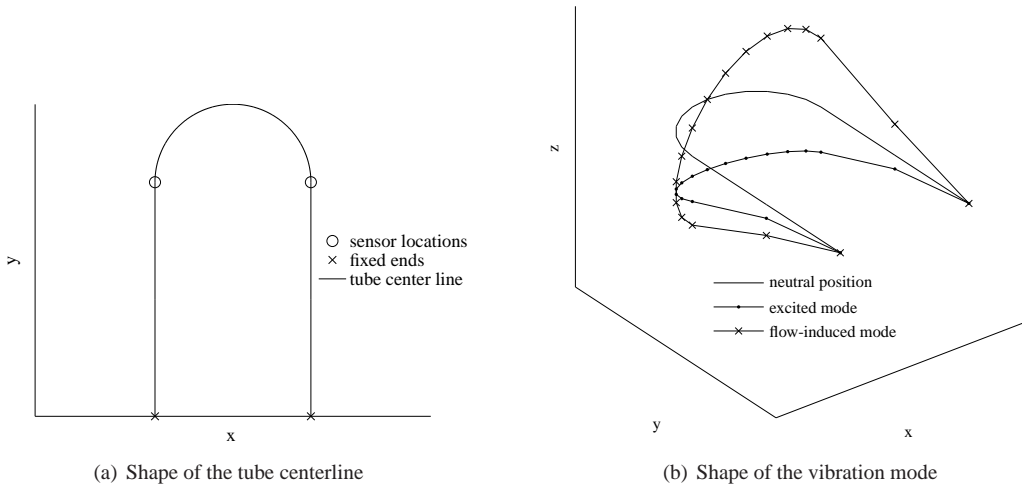 y
x
sensor locations
fixed ends
tube center line
(a) Shape of the tube centerline
z
y
x
neutral position
excited mode
flow-induced mode
(b) Shape of the vibration mode